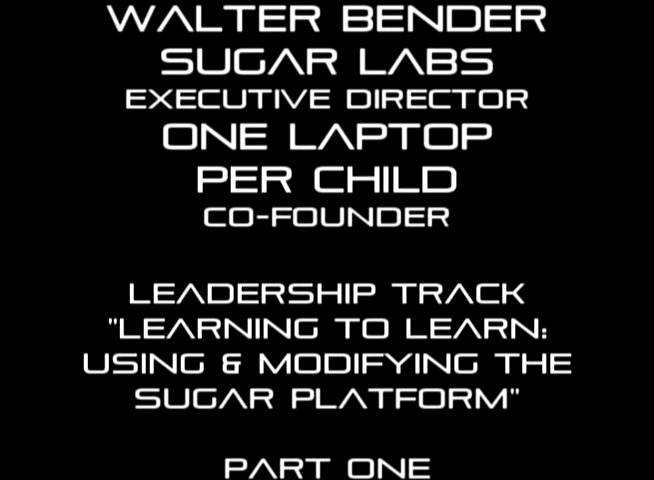 WALTER BENDER
SUGAR LABS
EXECUTIVE DIRECTOR
ONE LAPTOP
PER CHILD
CO-FOUNDER
LEADERSHIP TRACK
"LEARNING TO LEARN:
USING & MODIFYING THE
SUGAR PLATFORM"
PART ONE